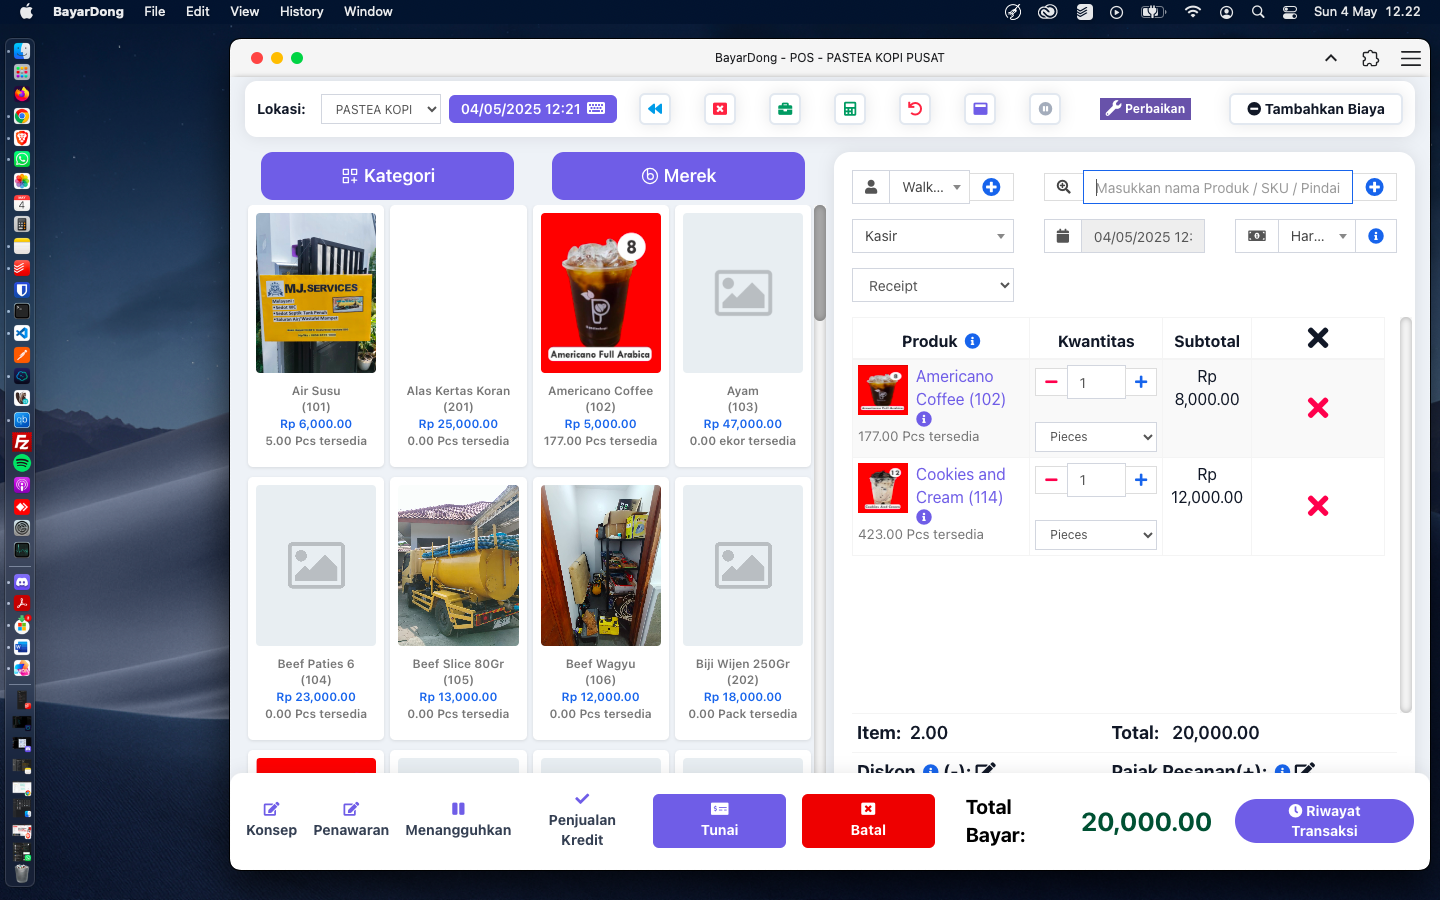 BayarDong File Edit View History Window
Sun 4 May 12.22
BayarDong - POS - PASTEA KOPI PUSAT
Lokasi: PASTEA KOPI 04/05/2025 12:21 Perbaikan Tambahkan Biaya
Kategori Merek
Walk... Masukkan nama Produk / SKU / Pindai
Kasir 04/05/2025 12: Har...
Receipt
MJ.SERVICES
8
Americano Full Arabica
Air Susu
(101)
Rp 6,000.00
5.00 Pcs tersedia
Alas Kertas Koran
(201)
Rp 25,000.00
0.00 Pcs tersedia
Americano Coffee
(102)
Rp 5,000.00
177.00 Pcs tersedia
Ayam
(103)
Rp 47,000.00
0.00 ekor tersedia
Beef Paties 6
(104)
Rp 23,000.00
0.00 Pcs tersedia
Beef Slice 80Gr
(105)
Rp 13,000.00
0.00 Pcs tersedia
Beef Wagyu
(106)
Rp 12,000.00
0.00 Pcs tersedia
Biji Wijen 250Gr
(202)
Rp 18,000.00
0.00 Pack tersedia
Produk Kwantitas Subtotal
Americano Coffee (102)
177.00 Pcs tersedia
1
Pieces
Rp 8,000.00
Cookies and Cream (114)
423.00 Pcs tersedia
1
Pieces
Rp 12,000.00
Item: 2.00 Total: 20,000.00
Diskon (-): Pajak Pesanan(+):
Konsep
Penawaran
Menangguhkan
Penjualan Kredit
Tunai
Batal
Total Bayar: 20,000.00
Riwayat Transaksi